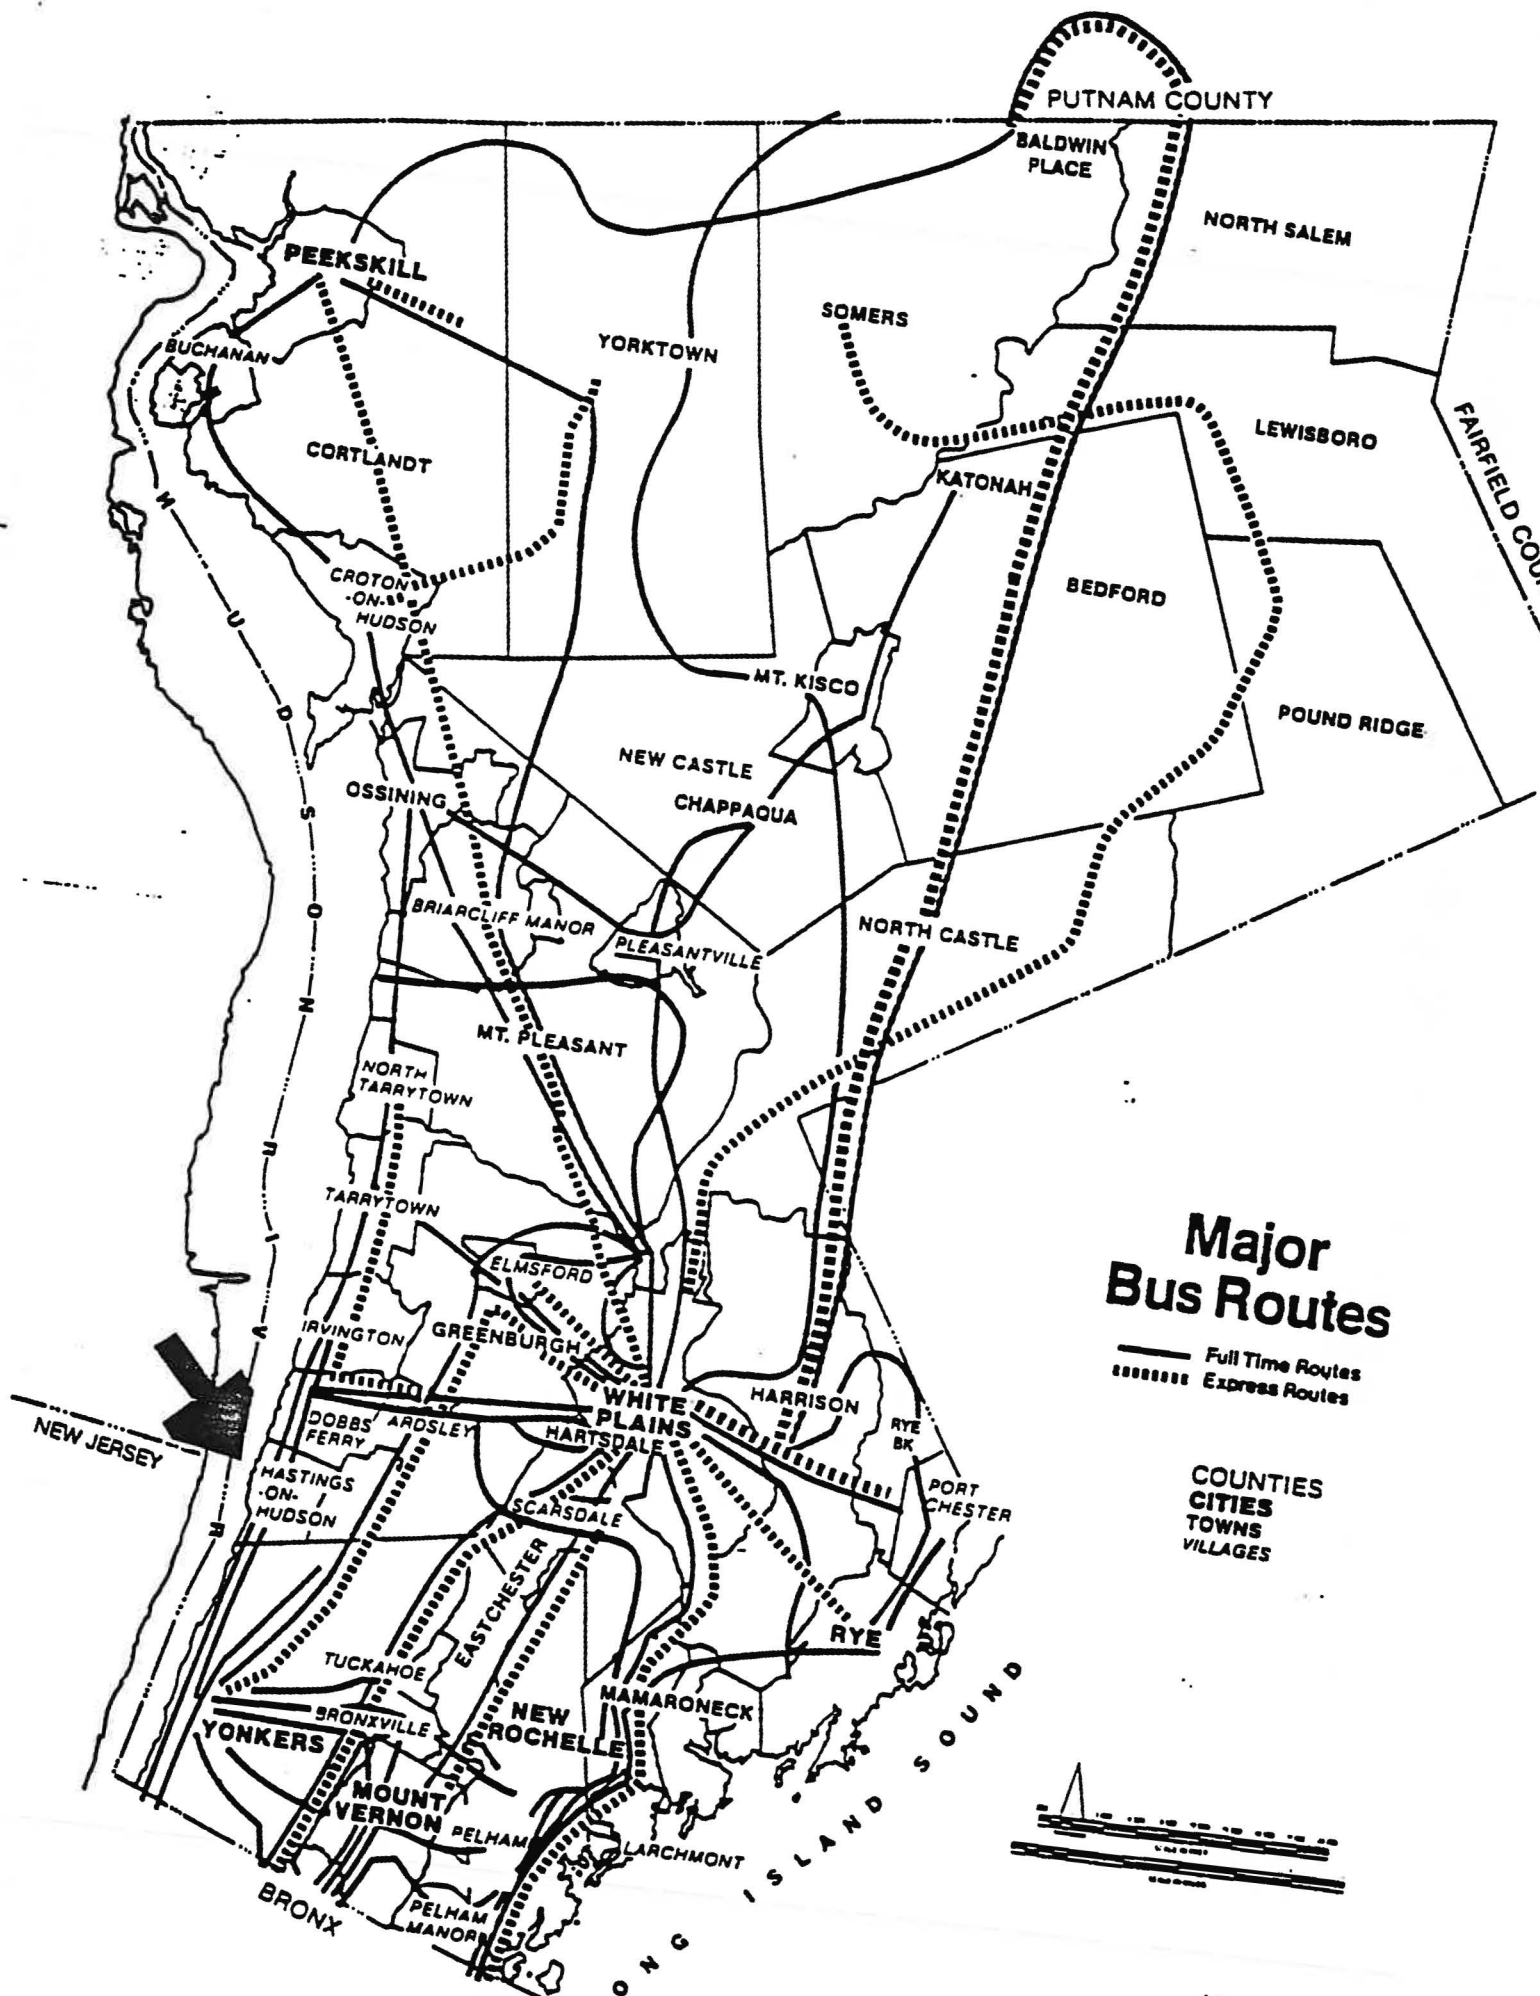 PUTNAM COUNTY
BALDWIN
PLACE
NORTH SALEM
PEEKSKILL
SOMERS
YORKTOWN
BUCHANAN
LEWISBORO
FAIRFIELD COU
CORTLANDT
KATONAH
CROTON
-ON-
HUDSON
BEDFORD
MT. KISCO
POUND RIDGE
NEW CASTLE
CHAPPAQUA
OSSINING
BRIARCLIFF MANOR
PLEASANTVILLE
NORTH CASTLE
MT. PLEASANT
NORTH
TARRYTOWN
TARRYTOWN
HUDSON RIVER
ELMSFORD
IRVINGTON
GREENBURGH
Major
Bus Routes
Full Time Routes
Express Routes
WHITE
PLAINS
HARRISON
HARTSDALE
RYE
BK
DOBBS
FERRY
ARDSLEY
NEW JERSEY
HASTINGS
-ON-
HUDSON
PORT
CHESTER
SCARSDALE
COUNTIES
CITIES
TOWNS
VILLAGES
EASTCHESTER
RYE
TUCKAHOE
MAMARONECK
BRONXVILLE
NEW
ROCHELLE
YONKERS
MOUNT
VERNON
PELHAM
LARCHMONT
BRONX
PELHAM
MANOR
ONG ISLAND SOUND